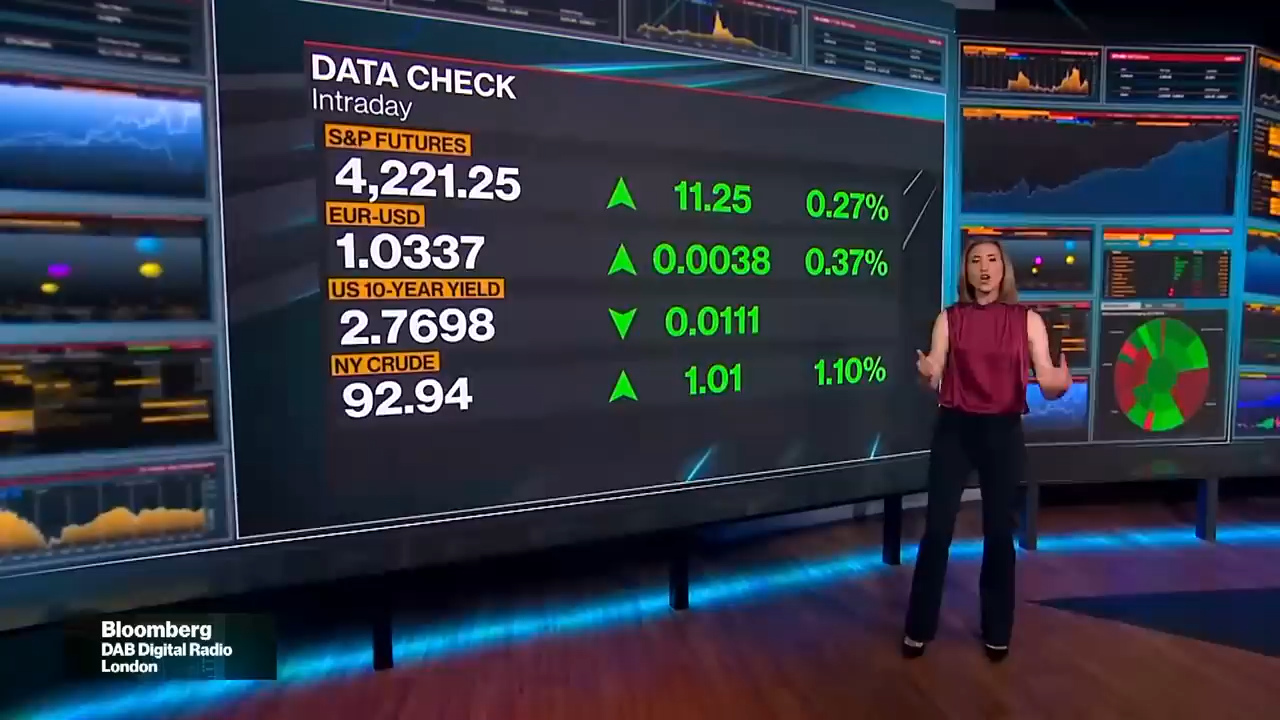 DATA CHECK
Intraday
S&P FUTURES
4,221.25 11.25 0.27%
EUR-USD
1.0337 0.0038 0.37%
US 10-YEAR YIELD
2.7698 0.0111
NY CRUDE
92.94 1.01 1.10%
Bloomberg
DAB Digital Radio
London